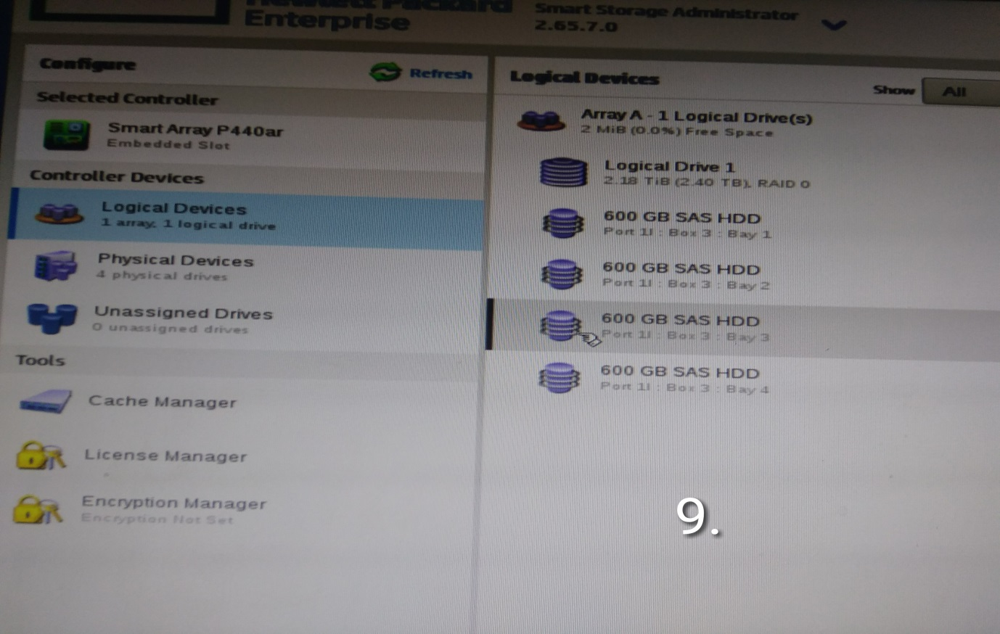 Hewlett Packard
Enterprise
Smart Storage Administrator
2.65.7.0
Configure
Refresh
Selected Controller
Smart Array P440ar
Embedded Slot
Controller Devices
Logical Devices
1 array, 1 logical drive
Physical Devices
4 physical drives
Unassigned Drives
0 unassigned drives
Tools
Cache Manager
License Manager
Encryption Manager
Encryption Not Set
Logical Devices
Show
All
Array A - 1 Logical Drive(s)
2 MiB (0.0%) Free Space
Logical Drive 1
2.18 TiB (2.40 TB), RAID 0
600 GB SAS HDD
Port 1I : Box 3 : Bay 1
600 GB SAS HDD
Port 1I : Box 3 : Bay 2
600 GB SAS HDD
Port 1I : Box 3 : Bay 3
600 GB SAS HDD
Port 1I : Box 3 : Bay 4
9.